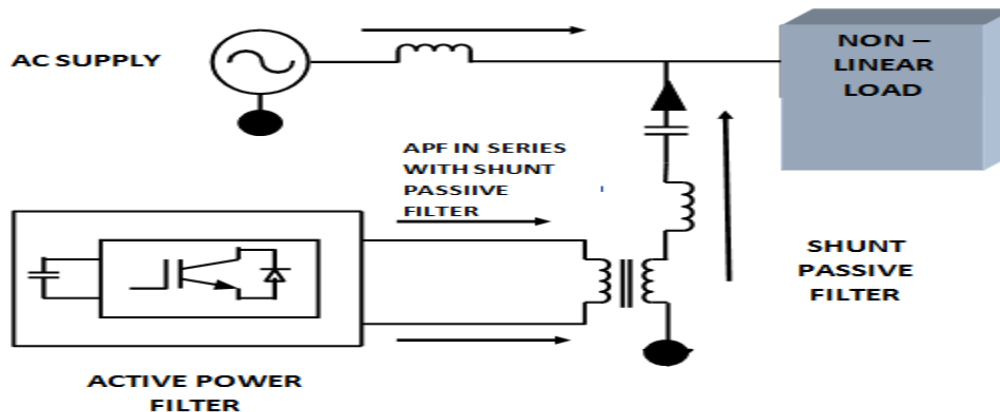 AC SUPPLY
NON –
LINEAR
LOAD
APF IN SERIES
WITH SHUNT
PASSIIVE
FILTER
SHUNT
PASSIVE
FILTER
ACTIVE POWER
FILTER